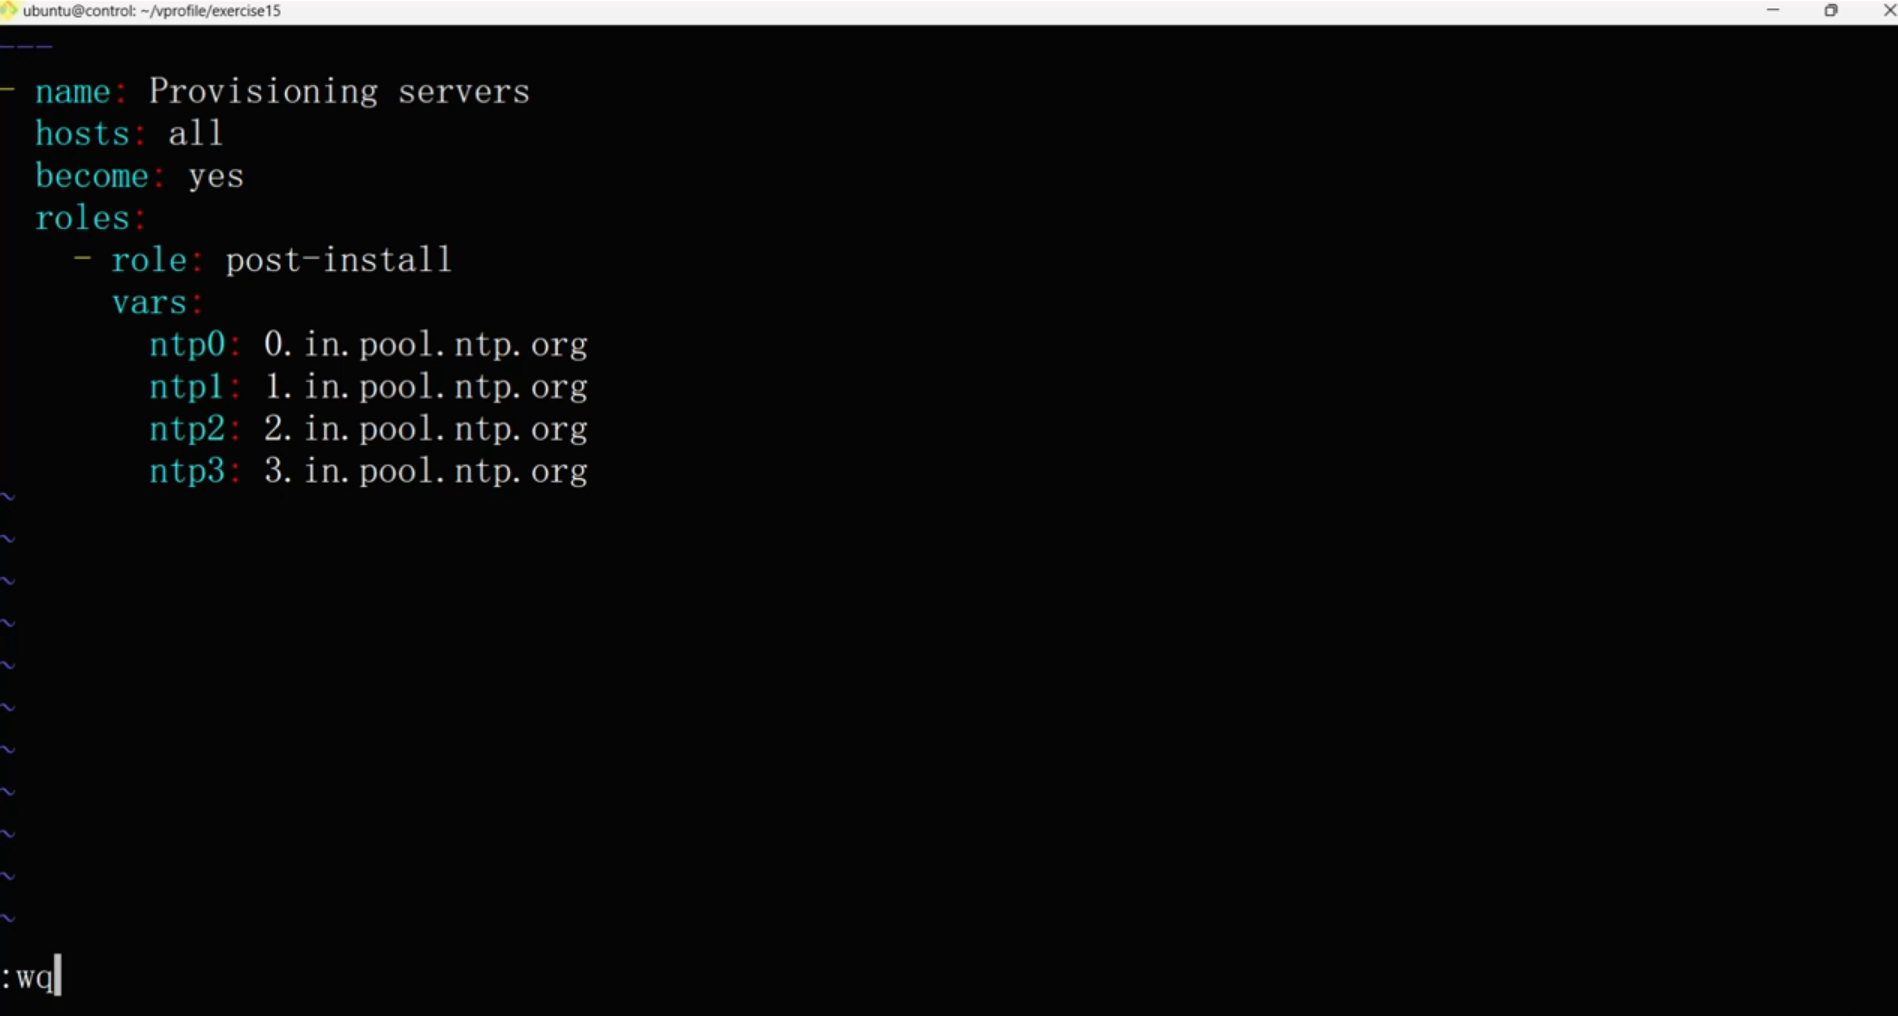 ubuntu@control: ~/vprofile/exercise15
---
- name: Provisioning servers
  hosts: all
  become: yes
  roles:
    - role: post-install
      vars:
        ntp0: 0.in.pool.ntp.org
        ntp1: 1.in.pool.ntp.org
        ntp2: 2.in.pool.ntp.org
        ntp3: 3.in.pool.ntp.org
~
~
~
~
~
~
~
~
~
~
~
:wq